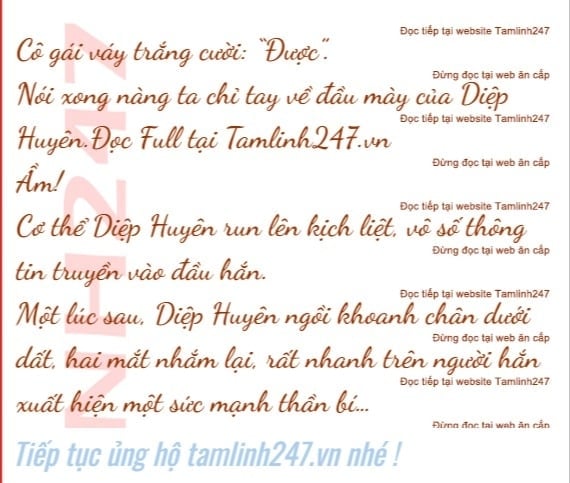 Đọc tiếp tại website Tamlinh247
Cô gái váy trắng cười: “Được”.
Đừng đọc tại web ăn cắp
Nói xong nàng ta chỉ tay về đầu mày của Diệp
Đọc tiếp tại website Tamlinh247
Huyên.Đọc Full tại Tamlinh247.vn
Đừng đọc tại web ăn cắp
Ầm!
Đọc tiếp tại website Tamlinh247
Cơ thể Diệp Huyên run lên kịch liệt, vô số thông
Đừng đọc tại web ăn cắp
tin truyền vào đầu hắn.
Đọc tiếp tại website Tamlinh247
Một lúc sau, Diệp Huyên ngồi khoanh chân dưới
Đừng đọc tại web ăn cắp
đất, hai mắt nhắm lại, rất nhanh trên người hắn
Đọc tiếp tại website Tamlinh247
xuất hiện một sức mạnh thần bí...
Đừng đọc tại web ăn cắp
NH247
Tiếp tục ủng hộ tamlinh247.vn nhé !